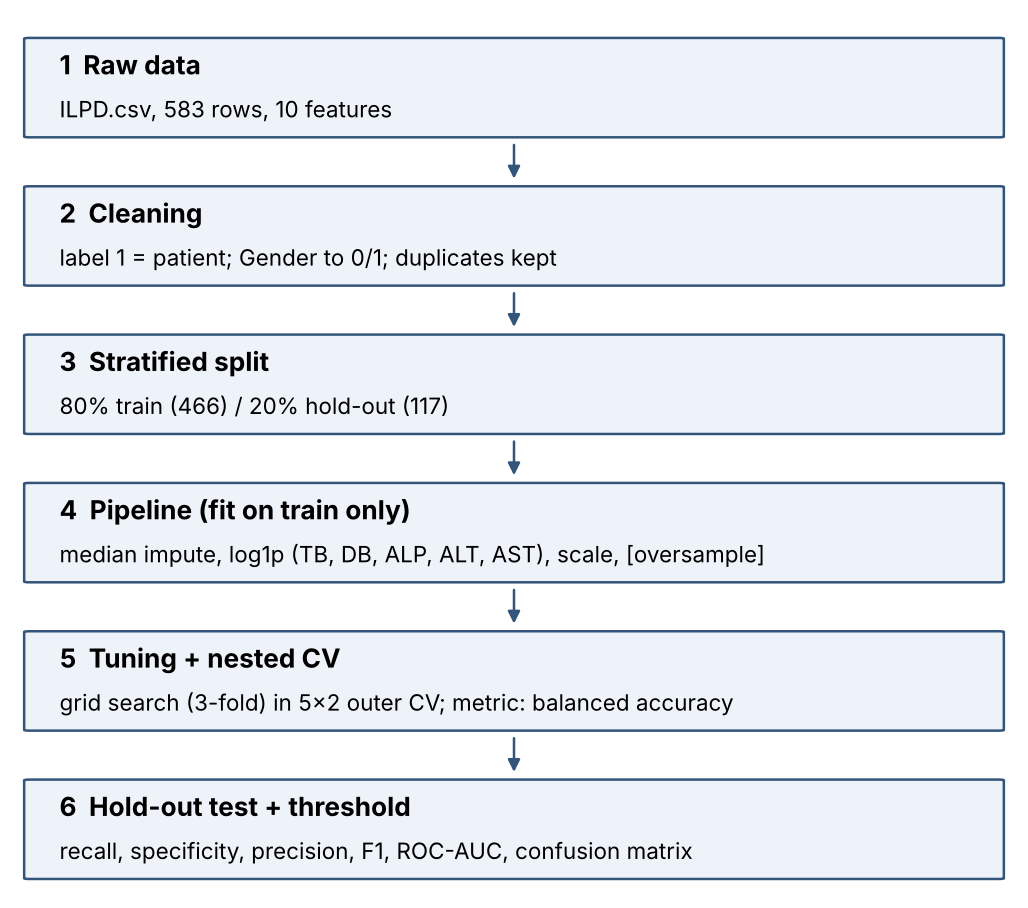 1 Raw data
ILPD.csv, 583 rows, 10 features
2 Cleaning
label 1 = patient; Gender to 0/1; duplicates kept
3 Stratified split
80% train (466) / 20% hold-out (117)
4 Pipeline (fit on train only)
median impute, log1p (TB, DB, ALP, ALT, AST), scale, [oversample]
5 Tuning + nested CV
grid search (3-fold) in 5×2 outer CV; metric: balanced accuracy
6 Hold-out test + threshold
recall, specificity, precision, F1, ROC-AUC, confusion matrix